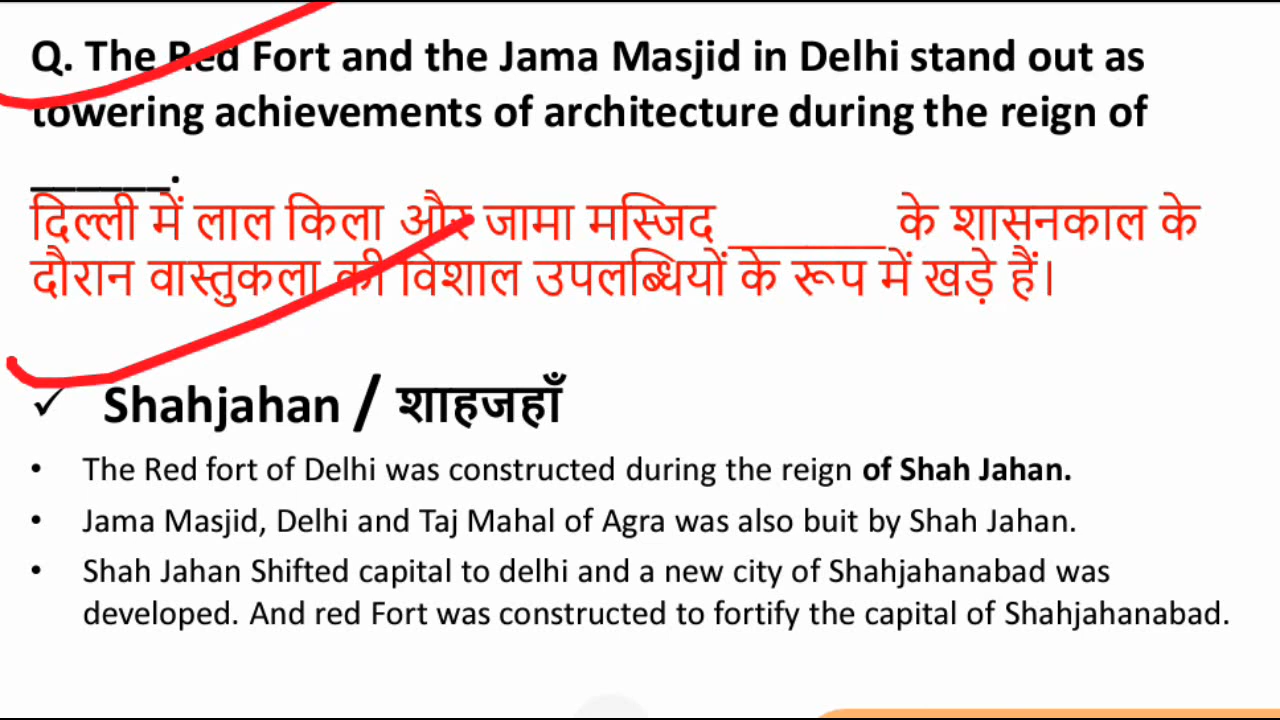 Q. The Red Fort and the Jama Masjid in Delhi stand out as
towering achievements of architecture during the reign of
______.
दिल्ली में लाल किला और जामा मस्जिद ______ के शासनकाल के
दौरान वास्तुकला की विशाल उपलब्धियों के रूप में खड़े हैं।
✓ Shahjahan / शाहजहाँ
• The Red fort of Delhi was constructed during the reign of Shah Jahan.
• Jama Masjid, Delhi and Taj Mahal of Agra was also buit by Shah Jahan.
• Shah Jahan Shifted capital to delhi and a new city of Shahjahanabad was
developed. And red Fort was constructed to fortify the capital of Shahjahanabad.